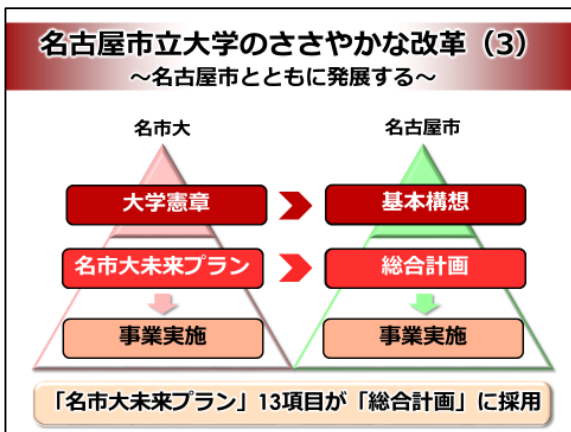 名古屋市立大学のささやかな改革（3）
～名古屋市とともに発展する～
名市大
名古屋市
大学憲章
基本構想
名市大未来プラン
総合計画
事業実施
事業実施
「名市大未来プラン」13項目が「総合計画」に採用